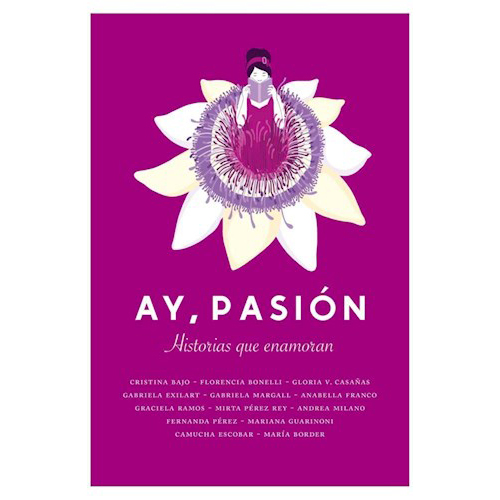 AY, PASIÓN
Historias que enamoran
CRISTINA BAJO – FLORENCIA BONELLI – GLORIA V. CASAÑAS
GABRIELA EXILART – GABRIELA MARGALL – ANABELLA FRANCO
GRACIELA RAMOS – MIRTA PÉREZ REY – ANDREA MILANO
FERNANDA PÉREZ – MARIANA GUARINONI
CAMUCHA ESCOBAR – MARÍA BORDER